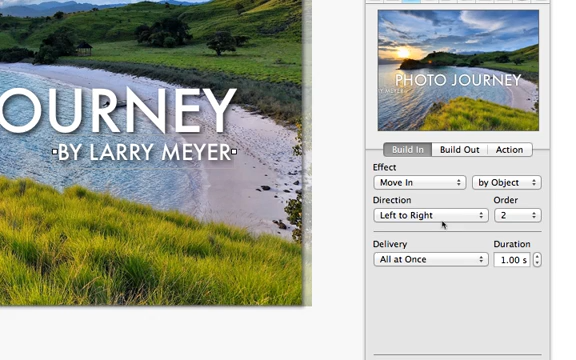 OURNEY
BY LARRY MEYER
PHOTO JOURNEY
Build In Build Out Action
Effect
Move In by Object
Direction Order
Left to Right 2
Delivery Duration
All at Once 1.00 s